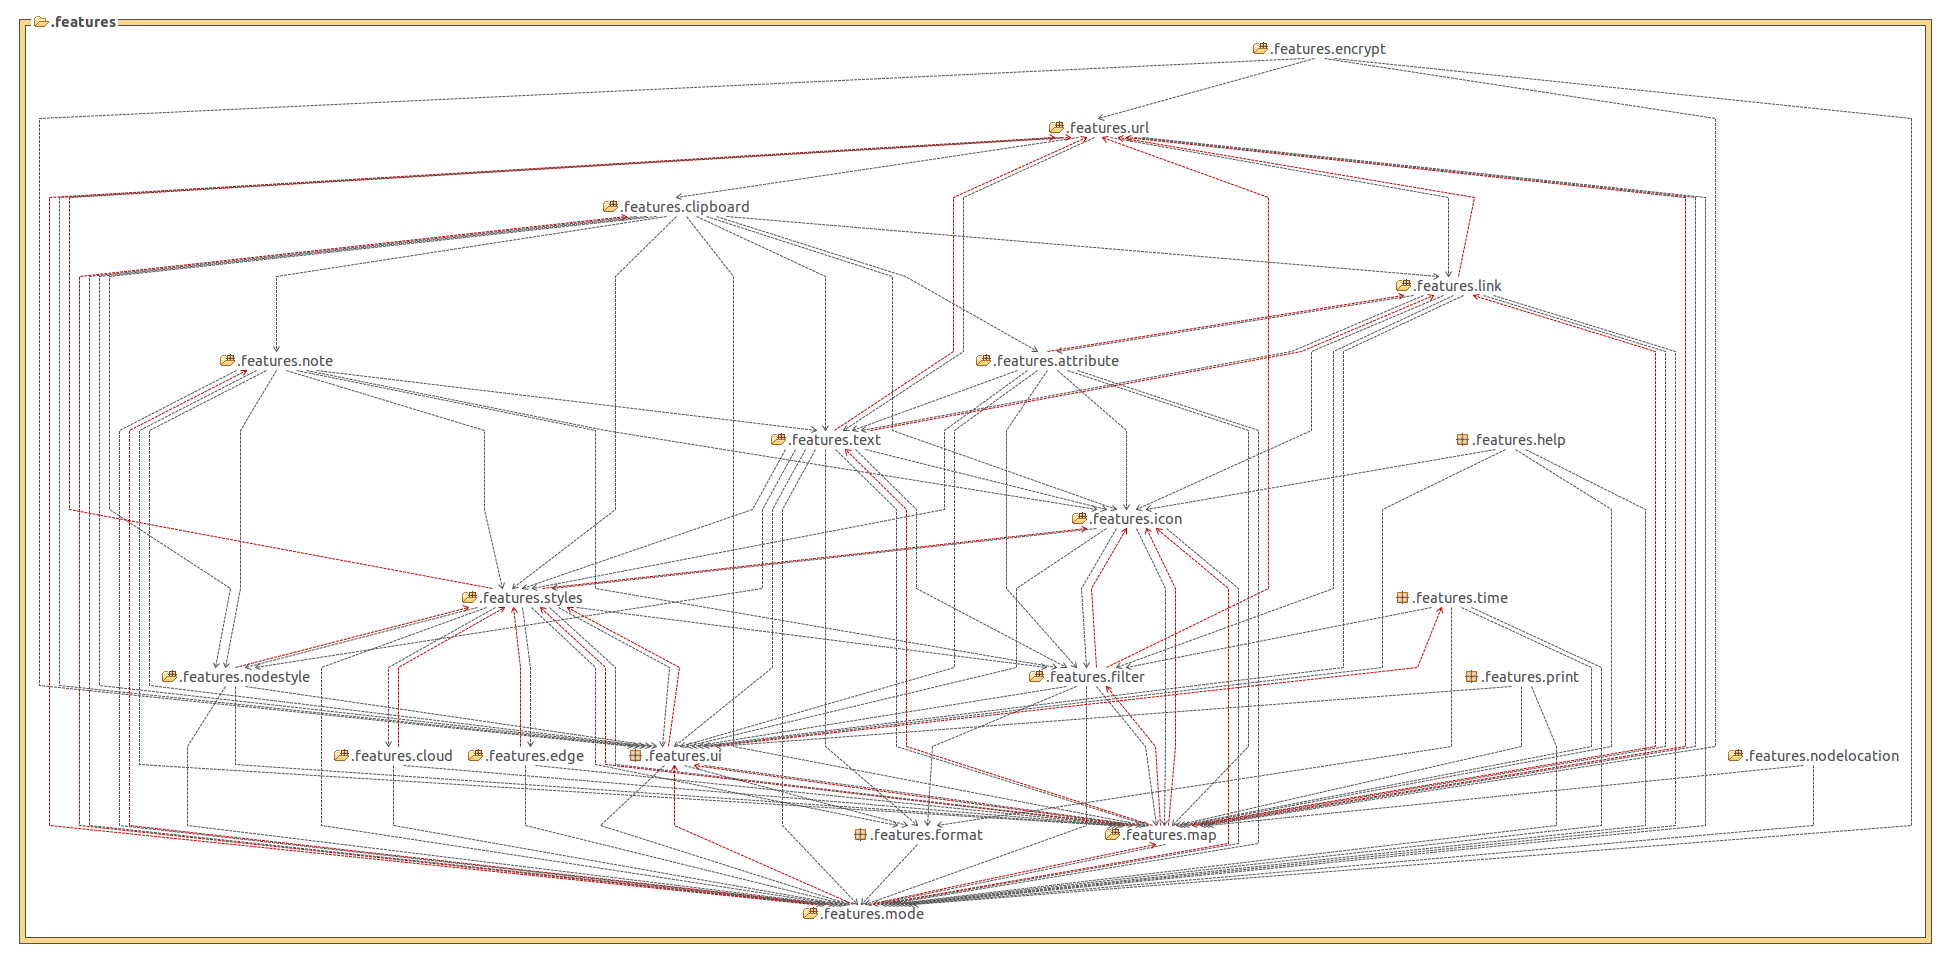 .features
.features.encrypt
.features.url
.features.clipboard
.features.link
.features.note
.features.attribute
.features.text
.features.help
.features.icon
.features.styles
.features.time
.features.nodestyle
.features.filter
.features.print
.features.cloud
.features.edge
.features.ui
.features.nodelocation
.features.format
.features.map
.features.mode